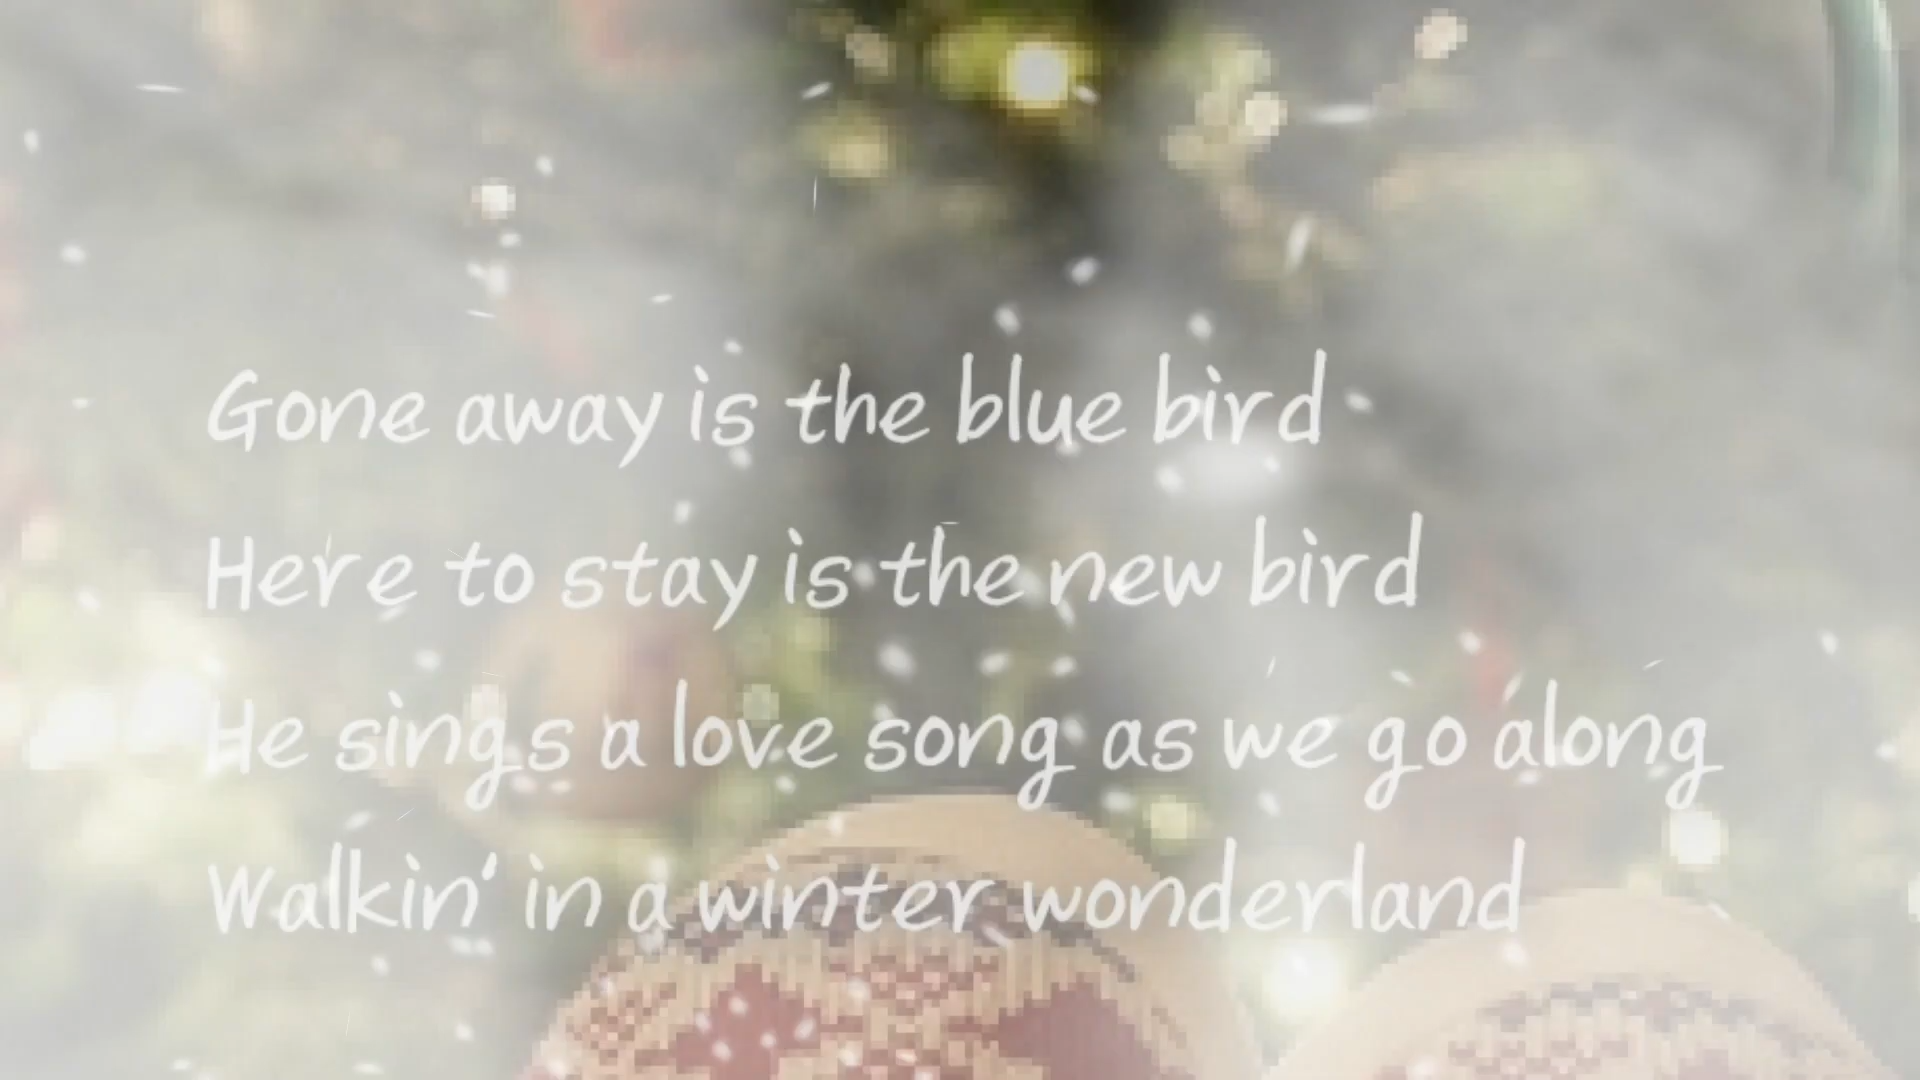 Gone away is the blue bird
Here to stay is the new bird
He sings a love song as we go along
Walkin' in a winter wonderland